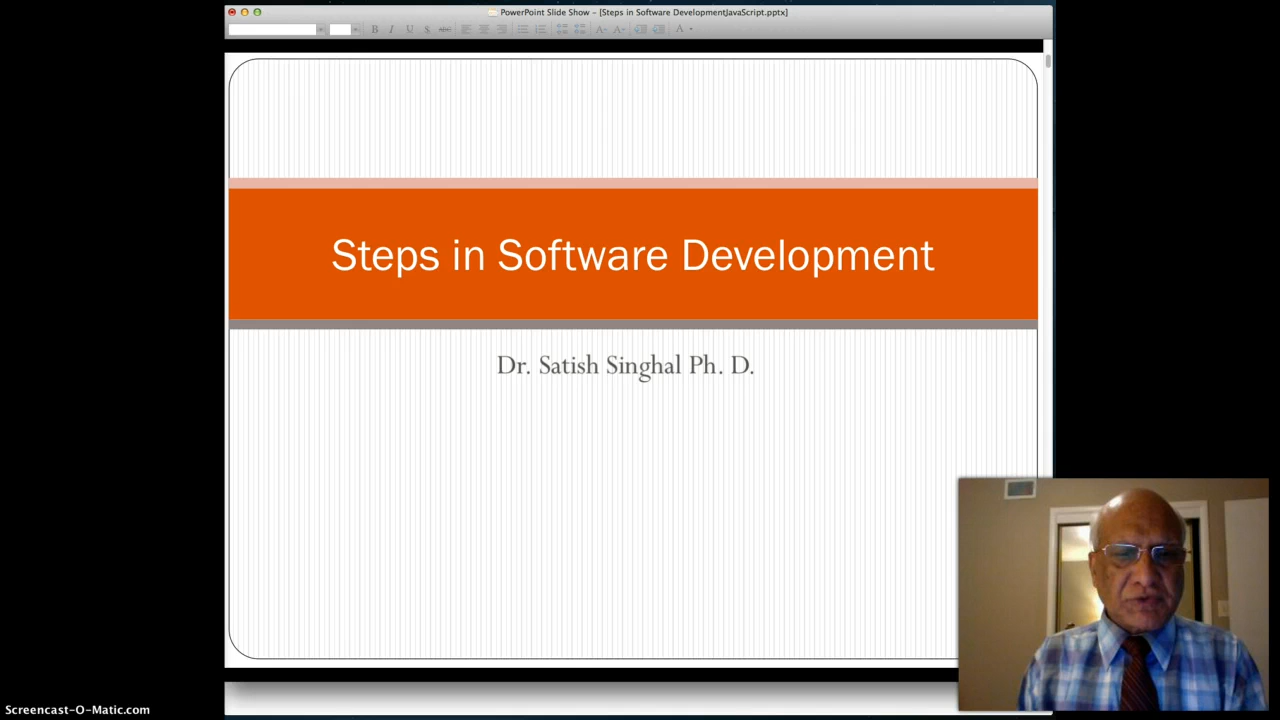 PowerPoint Slide Show – [Steps in Software DevelopmentJavaScript.pptx]
B I U S ABC
Steps in Software Development
Dr. Satish Singhal Ph. D.
Screencast-O-Matic.com